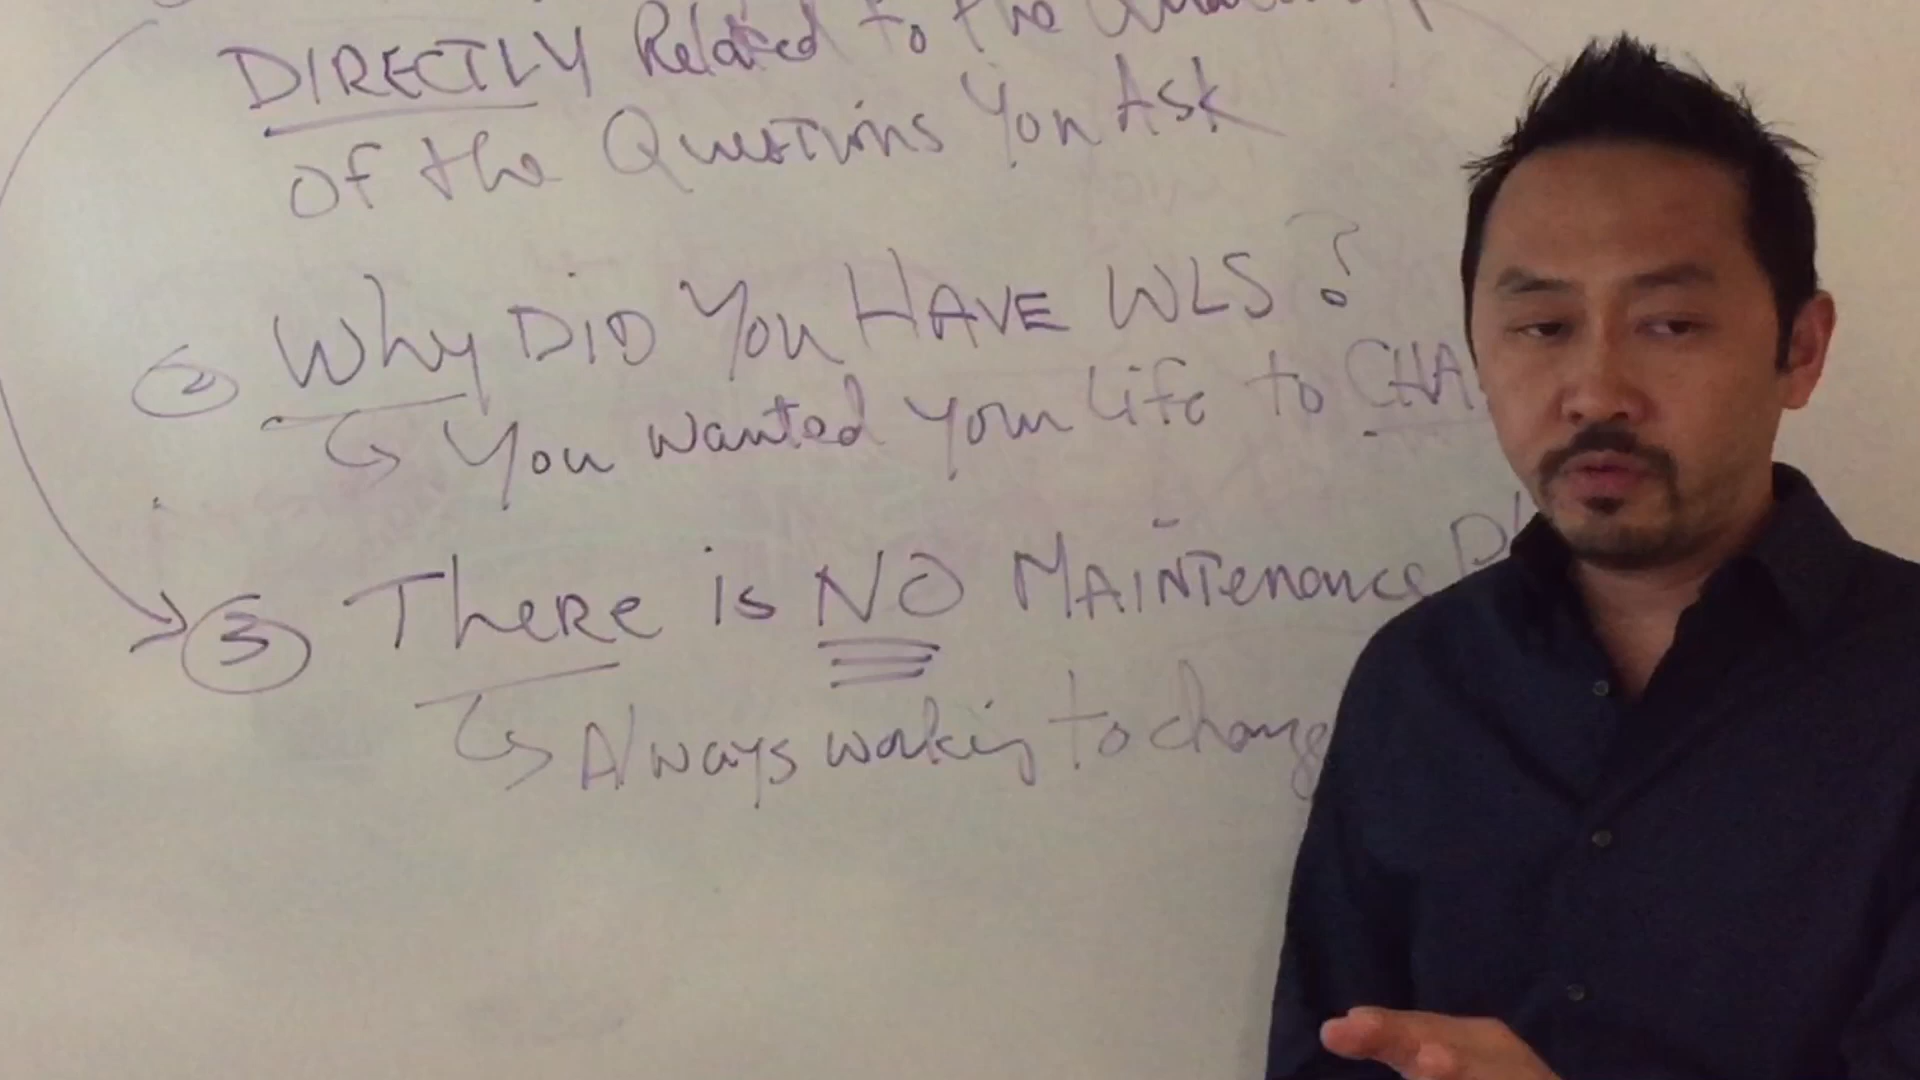 DIRECTLY Related to the
of the Questions You Ask
2 Why DID You HAVE WLS?
You wanted your life to CHA
3 There is NO MAINTenance
Always working to change